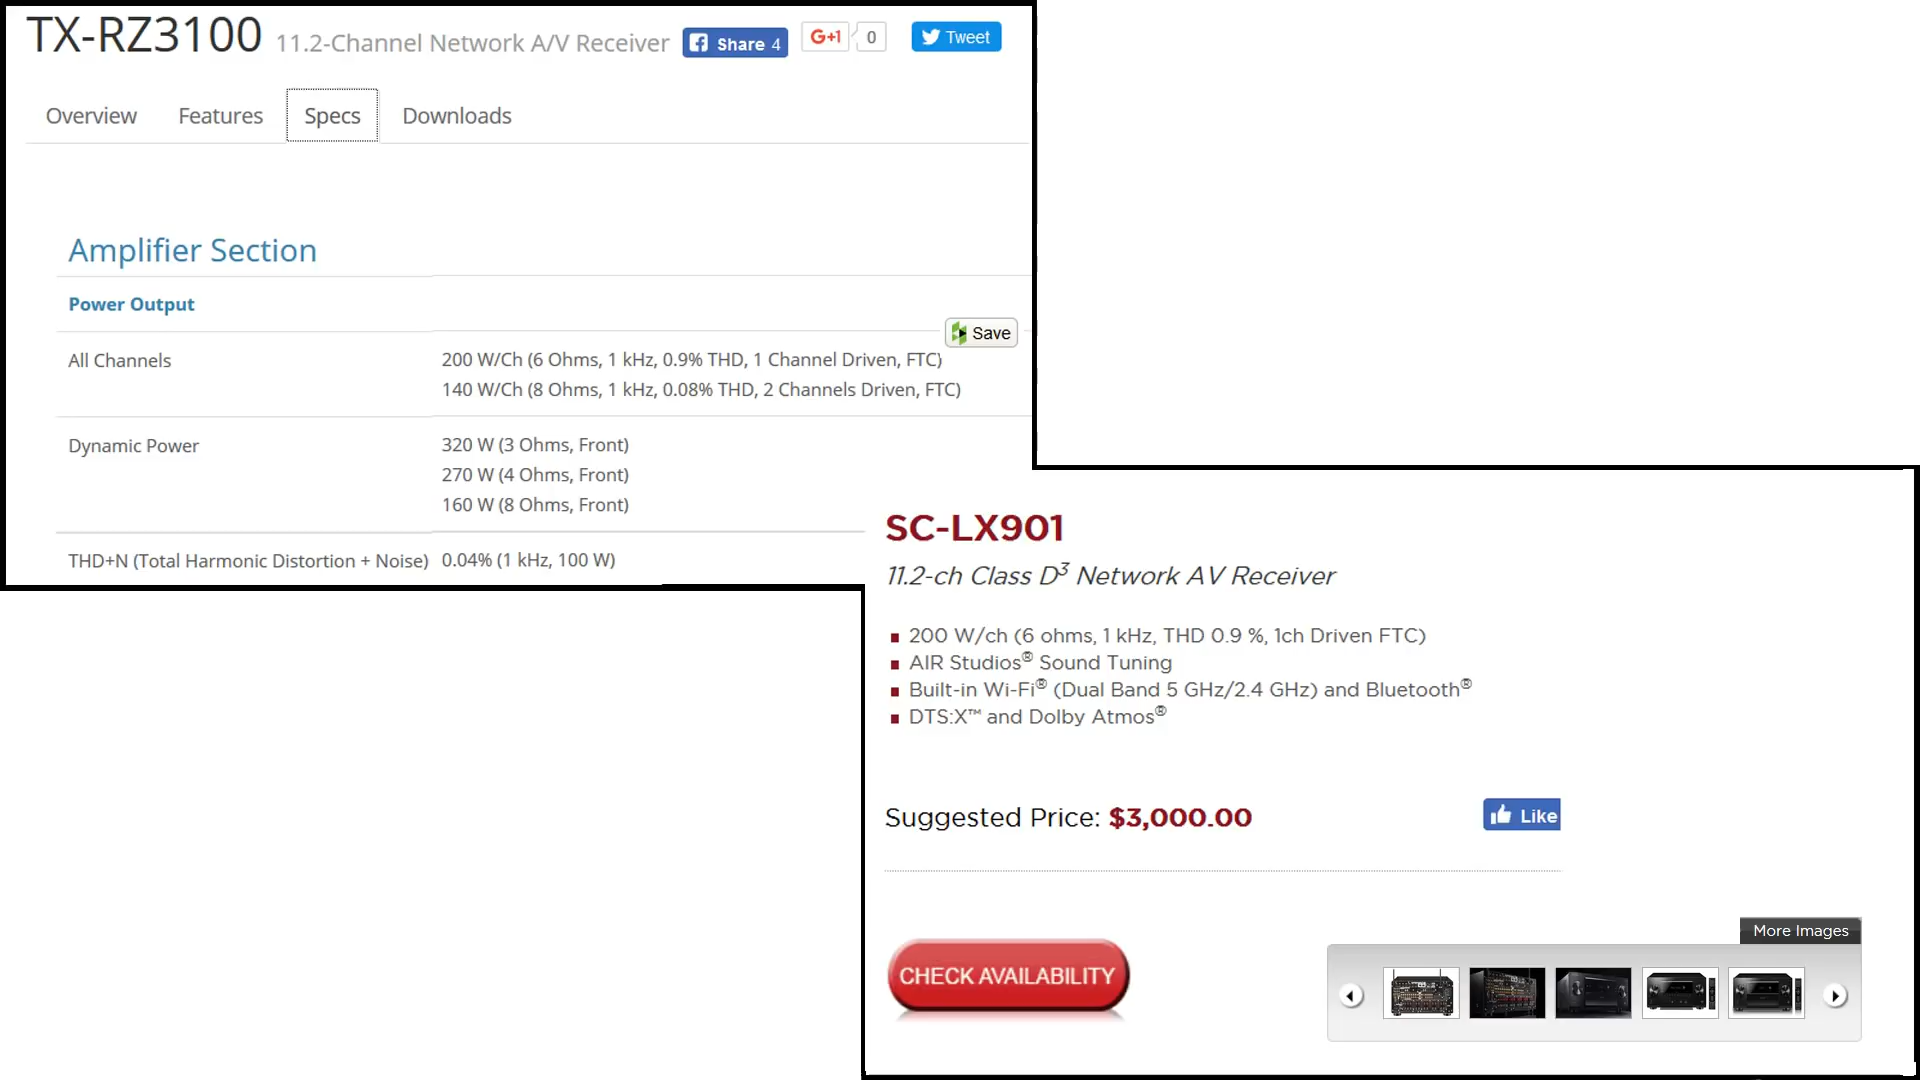 TX-RZ3100 11.2-Channel Network A/V Receiver Share 4 G+1 0 Tweet
Overview Features Specs Downloads
Amplifier Section
Power Output
Save
All Channels 200 W/Ch (6 Ohms, 1 kHz, 0.9% THD, 1 Channel Driven, FTC)
140 W/Ch (8 Ohms, 1 kHz, 0.08% THD, 2 Channels Driven, FTC)
Dynamic Power 320 W (3 Ohms, Front)
270 W (4 Ohms, Front)
160 W (8 Ohms, Front)
THD+N (Total Harmonic Distortion + Noise) 0.04% (1 kHz, 100 W)
SC-LX901
11.2-ch Class D³ Network AV Receiver
200 W/ch (6 ohms, 1 kHz, THD 0.9 %, 1ch Driven FTC)
AIR Studios® Sound Tuning
Built-in Wi-Fi® (Dual Band 5 GHz/2.4 GHz) and Bluetooth®
DTS:X™ and Dolby Atmos®
Suggested Price: $3,000.00 Like
More Images
CHECK AVAILABILITY